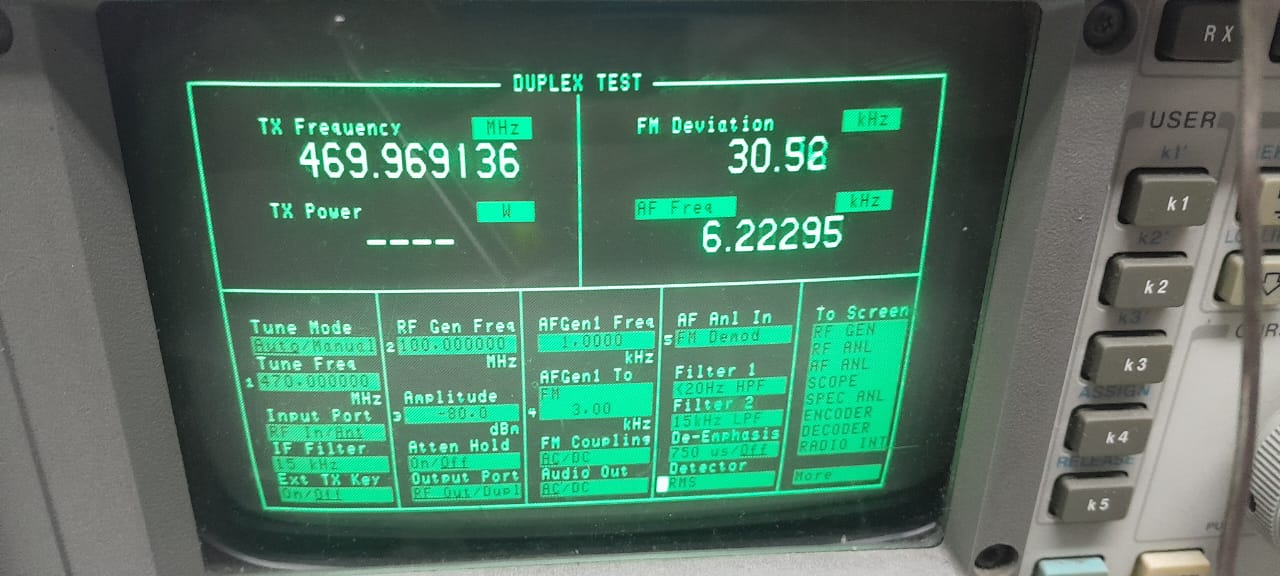 DUPLEX TEST
TX Frequency MHz
469.969136
TX Power W
----
FM Deviation kHz
30.52
AF Freq kHz
6.22295
Tune Mode
Auto/Manual
Tune Freq
1 470.000000
MHz
Input Port
RF In/Ant
IF Filter
15 kHz
Ext TX Key
On/Off
RF Gen Freq
2 100.000000
MHz
Amplitude
3 -80.0
dBm
Atten Hold
On/Off
Output Port
RF Out/Dupl
AFGen1 Freq
1.0000
kHz
AFGen1 To
FM
4 3.00
kHz
FM Coupling
AC/DC
Audio Out
AC/DC
AF Anl In
5 FM Demod
Filter 1
<20Hz HPF
Filter 2
15kHz LPF
De-Emphasis
750 us/Off
Detector
RMS
To Screen
RF GEN
RF ANL
AF ANL
SCOPE
SPEC ANL
ENCODER
DECODER
RADIO INT
More
RX
USER
k1'
k1
k2'
k2
k3'
k3
ASSIGN
k4
RELEASE
k5